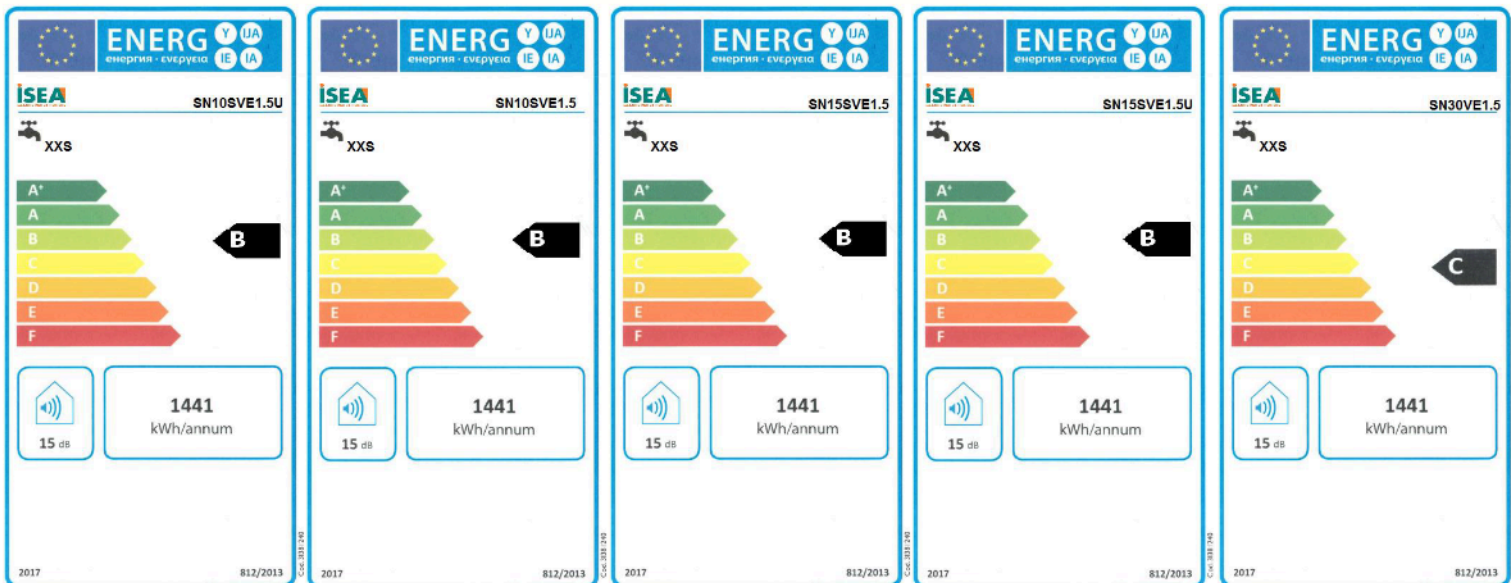 ENERG Y IJA
енергия · ενεργεια IE IA
ISEA
SN10SVE1.5U
XXS
A+
A
B
B
C
D
E
F
15 dB
1441
kWh/annum
2017
812/2013
ENERG Y IJA
енергия · ενεργεια IE IA
ISEA
SN10SVE1.5
XXS
A+
A
B
B
C
D
E
F
15 dB
1441
kWh/annum
2017
812/2013
ENERG Y IJA
енергия · ενεργεια IE IA
ISEA
SN15SVE1.5
XXS
A+
A
B
B
C
D
E
F
15 dB
1441
kWh/annum
2017
812/2013
ENERG Y IJA
енергия · ενεργεια IE IA
ISEA
SN15SVE1.5U
XXS
A+
A
B
B
C
D
E
F
15 dB
1441
kWh/annum
2017
812/2013
ENERG Y IJA
енергия · ενεργεια IE IA
ISEA
SN30VE1.5
XXS
A+
A
B
C
C
D
E
F
15 dB
1441
kWh/annum
2017
812/2013